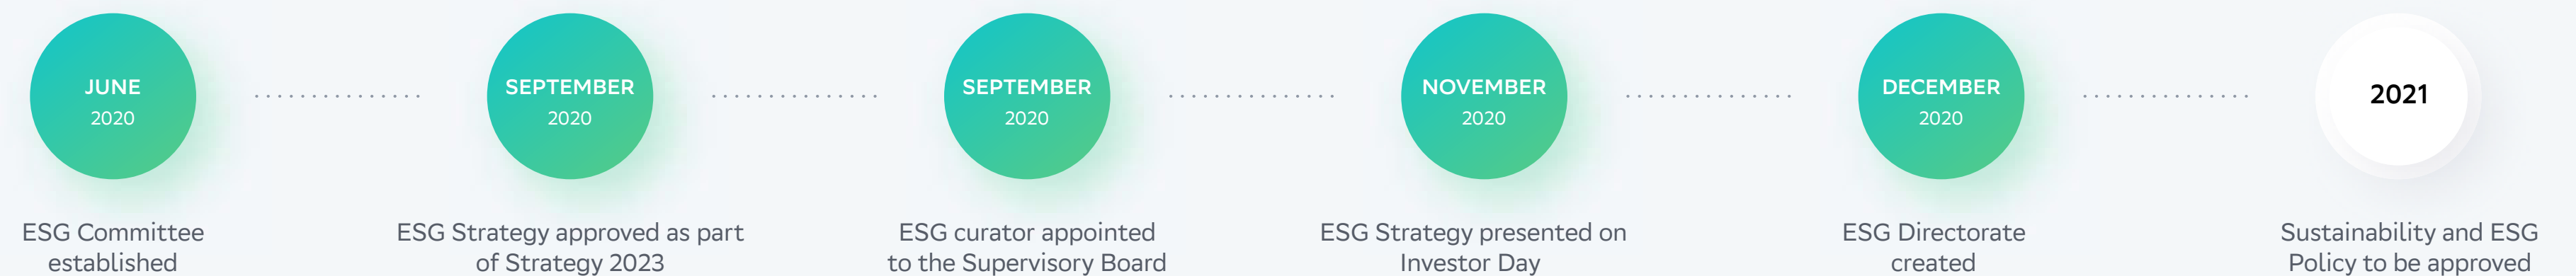 JUNE
2020
ESG Committee
established
SEPTEMBER
2020
ESG Strategy approved as part
of Strategy 2023
SEPTEMBER
2020
ESG curator appointed
to the Supervisory Board
NOVEMBER
2020
ESG Strategy presented on
Investor Day
DECEMBER
2020
ESG Directorate
created
2021
Sustainability and ESG
Policy to be approved